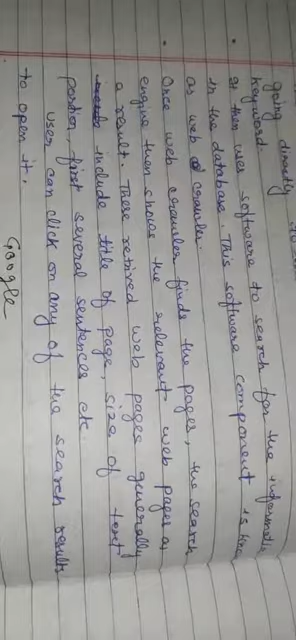 going directly
keyword.
• It then uses software to search for the informatio
in the database. This software component is know
as web crawler.
• Once web crawler finds the pages, the search
engine then shows the relevant web pages as
a result. These retrived web pages generally
include title of page, size of text
portion, first several sentences etc.
user can click on any of the search results
to open it.
Google